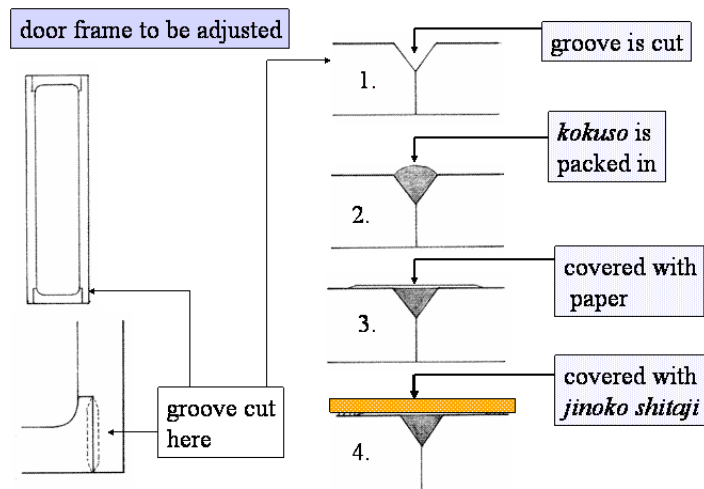 door frame to be adjusted
groove is cut
1.
kokuso is
packed in
2.
covered with
paper
3.
covered with
jinoko shitaji
4.
groove cut
here